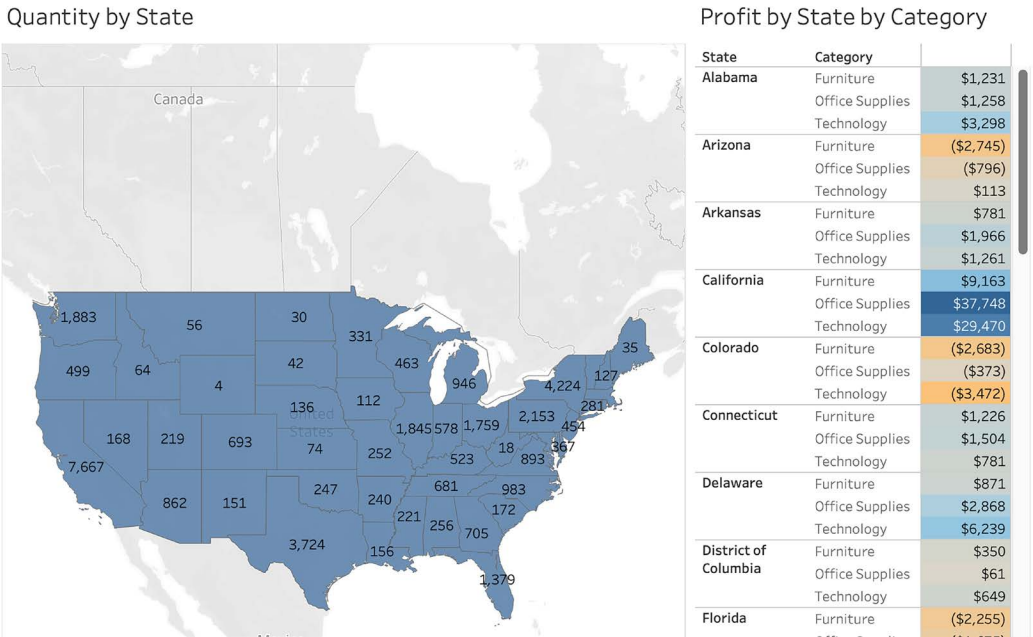 Quantity by State
Canada
1,883
56
30
331
35
499
64
4
42
463
946
4,224
127
136
112
281
United States
168
219
693
74
1,845
578
1,759
2,153
454
7,667
252
523
18
893
367
862
151
247
240
681
983
172
221
256
705
3,724
156
1,379
Profit by State by Category
State Category
Alabama Furniture $1,231
Office Supplies $1,258
Technology $3,298
Arizona Furniture ($2,745)
Office Supplies ($796)
Technology $113
Arkansas Furniture $781
Office Supplies $1,966
Technology $1,261
California Furniture $9,163
Office Supplies $37,748
Technology $29,470
Colorado Furniture ($2,683)
Office Supplies ($373)
Technology ($3,472)
Connecticut Furniture $1,226
Office Supplies $1,504
Technology $781
Delaware Furniture $871
Office Supplies $2,868
Technology $6,239
District of Columbia Furniture $350
Office Supplies $61
Technology $649
Florida Furniture ($2,255)